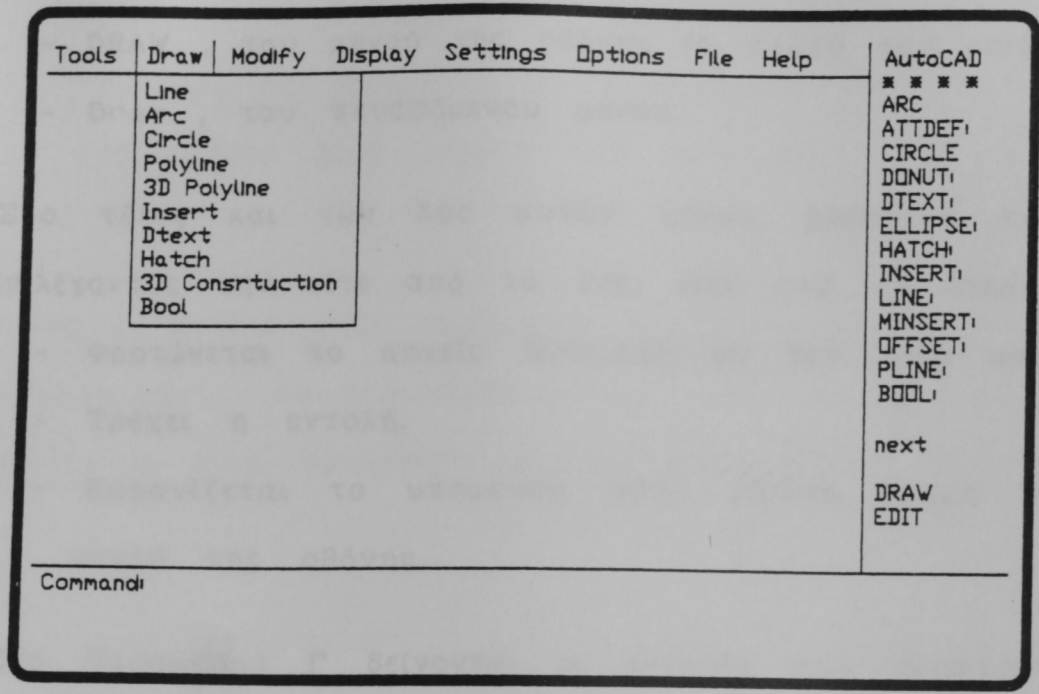 Tools Draw Modify Display Settings Options File Help
Line
Arc
Circle
Polyline
3D Polyline
Insert
Dtext
Hatch
3D Consrtuction
Bool
AutoCAD
* * * *
ARC
ATTDEF:
CIRCLE
DONUT:
DTEXT:
ELLIPSE:
HATCH:
INSERT:
LINE:
MINSERT:
OFFSET:
PLINE:
BOOL:
next
DRAW
EDIT
Command: